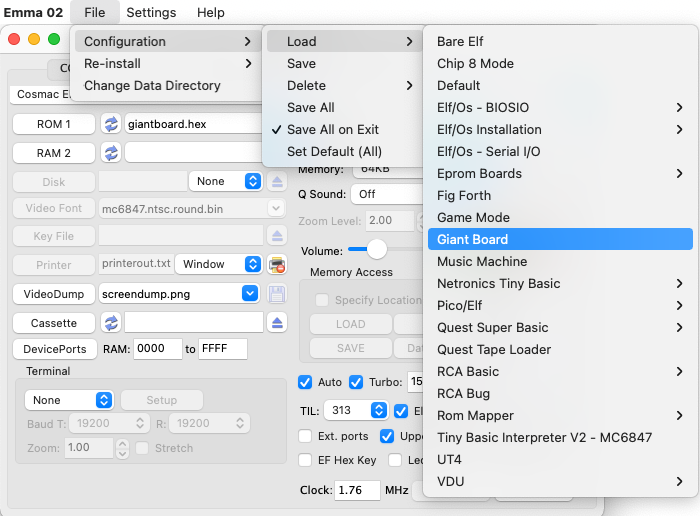 Emma 02 File Settings Help
Configuration
Re-install
Change Data Directory
Load
Save
Delete
Save All
✓ Save All on Exit
Set Default (All)
Bare Elf
Chip 8 Mode
Default
Elf/Os - BIOSIO
Elf/Os Installation
Elf/Os - Serial I/O
Eprom Boards
Fig Forth
Game Mode
Giant Board
Music Machine
Netronics Tiny Basic
Pico/Elf
Quest Super Basic
Quest Tape Loader
RCA Basic
RCA Bug
Rom Mapper
Tiny Basic Interpreter V2 - MC6847
UT4
VDU
Cosmac E
ROM 1 giantboard.hex
RAM 2
Disk None
Video Font mc6847.ntsc.round.bin
Key File
Printer printerout.txt Window
VideoDump screendump.png
Cassette
DevicePorts RAM: 0000 to FFFF
Terminal
None Setup
Baud T: 19200 R: 19200
Zoom: 1.00 Stretch
Memory: 64KB
Q Sound: Off
Zoom Level: 2.00
Volume:
Memory Access
Specify Location
LOAD
SAVE Da
Auto Turbo: 15
TIL: 313 El
Ext. ports Uppe
EF Hex Key Lec
Clock: 1.76 MHz